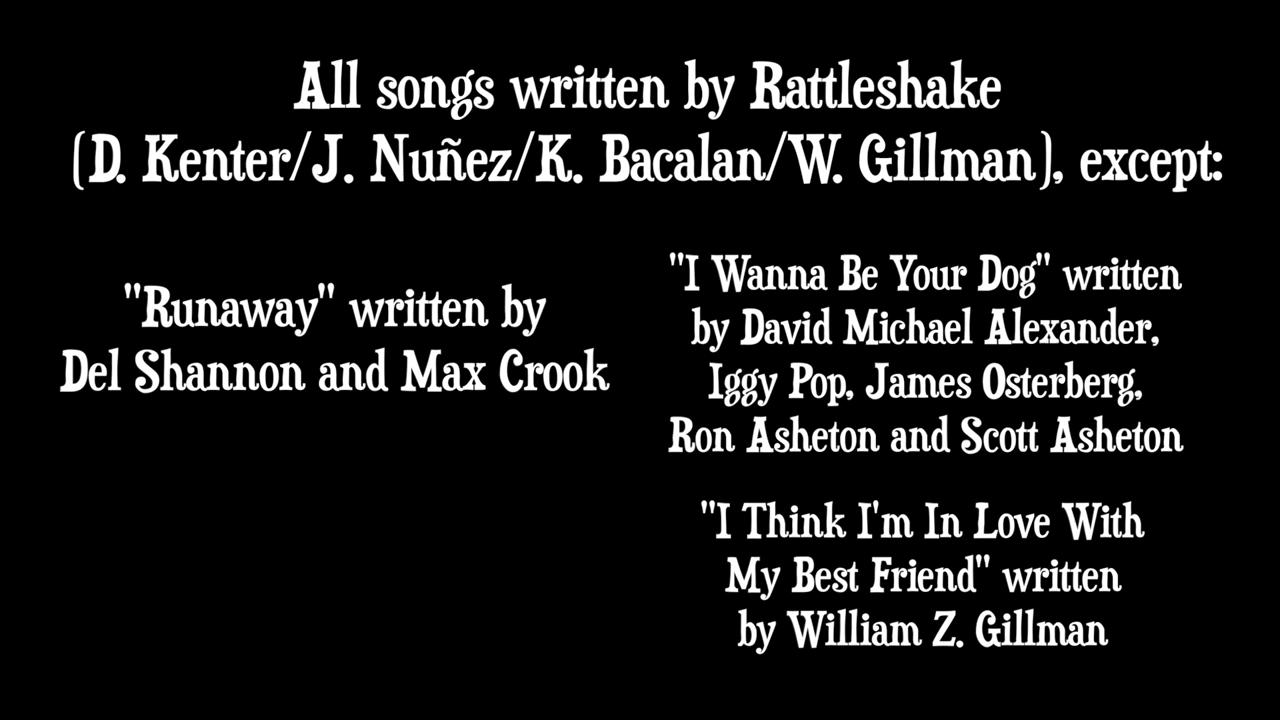 All songs written by Rattleshake
(D. Kenter/J. Nuñez/K. Bacalan/W. Gillman), except:
"Runaway" written by
Del Shannon and Max Crook
"I Wanna Be Your Dog" written
by David Michael Alexander,
Iggy Pop, James Osterberg,
Ron Asheton and Scott Asheton
"I Think I'm In Love With
My Best Friend" written
by William Z. Gillman